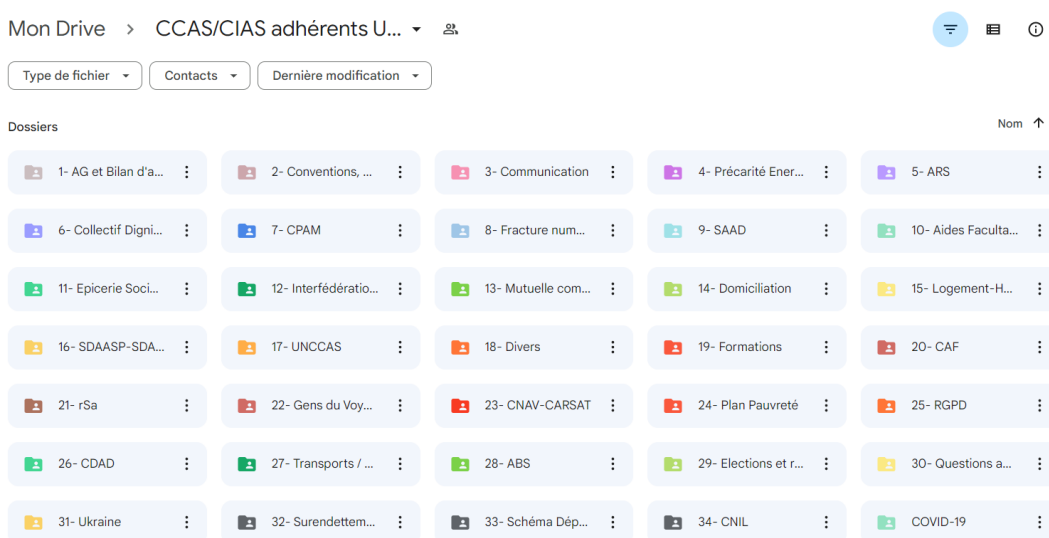 Mon Drive > CCAS/CIAS adhérents U...
Type de fichier Contacts Dernière modification
Dossiers Nom
1- AG et Bilan d'a... 2- Conventions, ... 3- Communication 4- Précarité Ener... 5- ARS
6- Collectif Digni... 7- CPAM 8- Fracture num... 9- SAAD 10- Aides Faculta...
11- Epicerie Soci... 12- Interfédératio... 13- Mutuelle com... 14- Domiciliation 15- Logement-H...
16- SDAASP-SDA... 17- UNCCAS 18- Divers 19- Formations 20- CAF
21- rSa 22- Gens du Voy... 23- CNAV-CARSAT 24- Plan Pauvreté 25- RGPD
26- CDAD 27- Transports / ... 28- ABS 29- Elections et r... 30- Questions a...
31- Ukraine 32- Surendettem... 33- Schéma Dép... 34- CNIL COVID-19